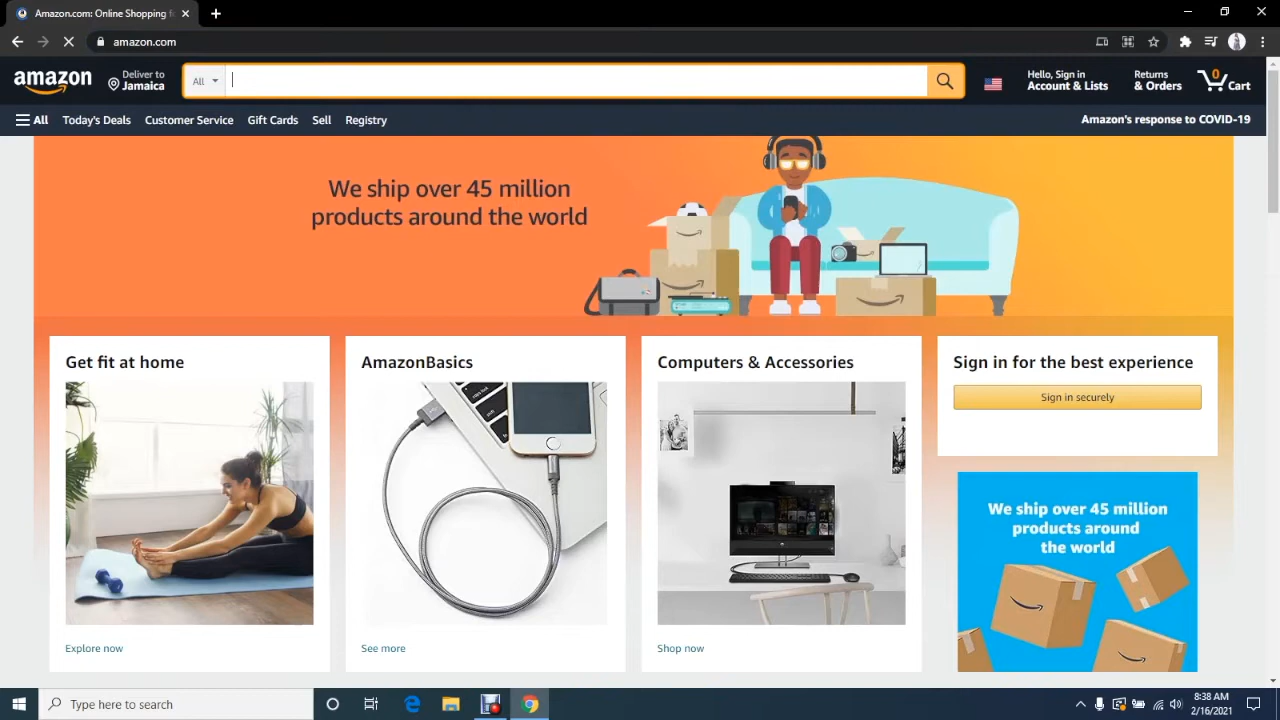 Amazon.com: Online Shopping f
amazon.com
amazon
Deliver to
Jamaica
All
Hello, Sign in
Account & Lists
Returns
& Orders
0
Cart
All
Today's Deals
Customer Service
Gift Cards
Sell
Registry
Amazon's response to COVID-19
We ship over 45 million
products around the world
Get fit at home
AmazonBasics
Computers & Accessories
Sign in for the best experience
Sign in securely
We ship over 45 million
products around
the world
Explore now
See more
Shop now
Type here to search
8:38 AM
2/16/2021